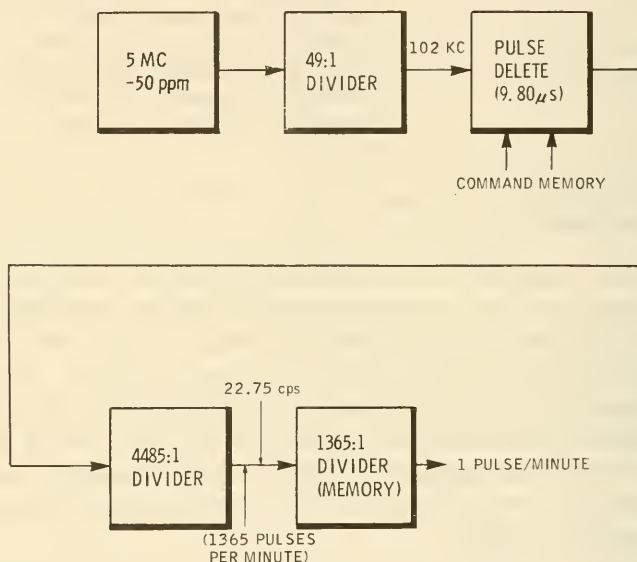 5 MC
-50 ppm
49:1
DIVIDER
102 KC
PULSE
DELETE
(9.80μs)
COMMAND MEMORY
4485:1
DIVIDER
22.75 cps
(1365 PULSES
PER MINUTE)
1365:1
DIVIDER
(MEMORY)
1 PULSE/MINUTE